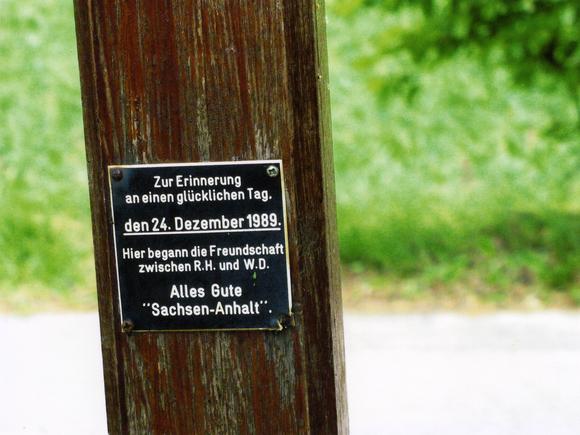 Zur Erinnerung
an einen glücklichen Tag,
den 24. Dezember 1989.
Hier begann die Freundschaft
zwischen R.H. und W.D.
Alles Gute
"Sachsen-Anhalt".